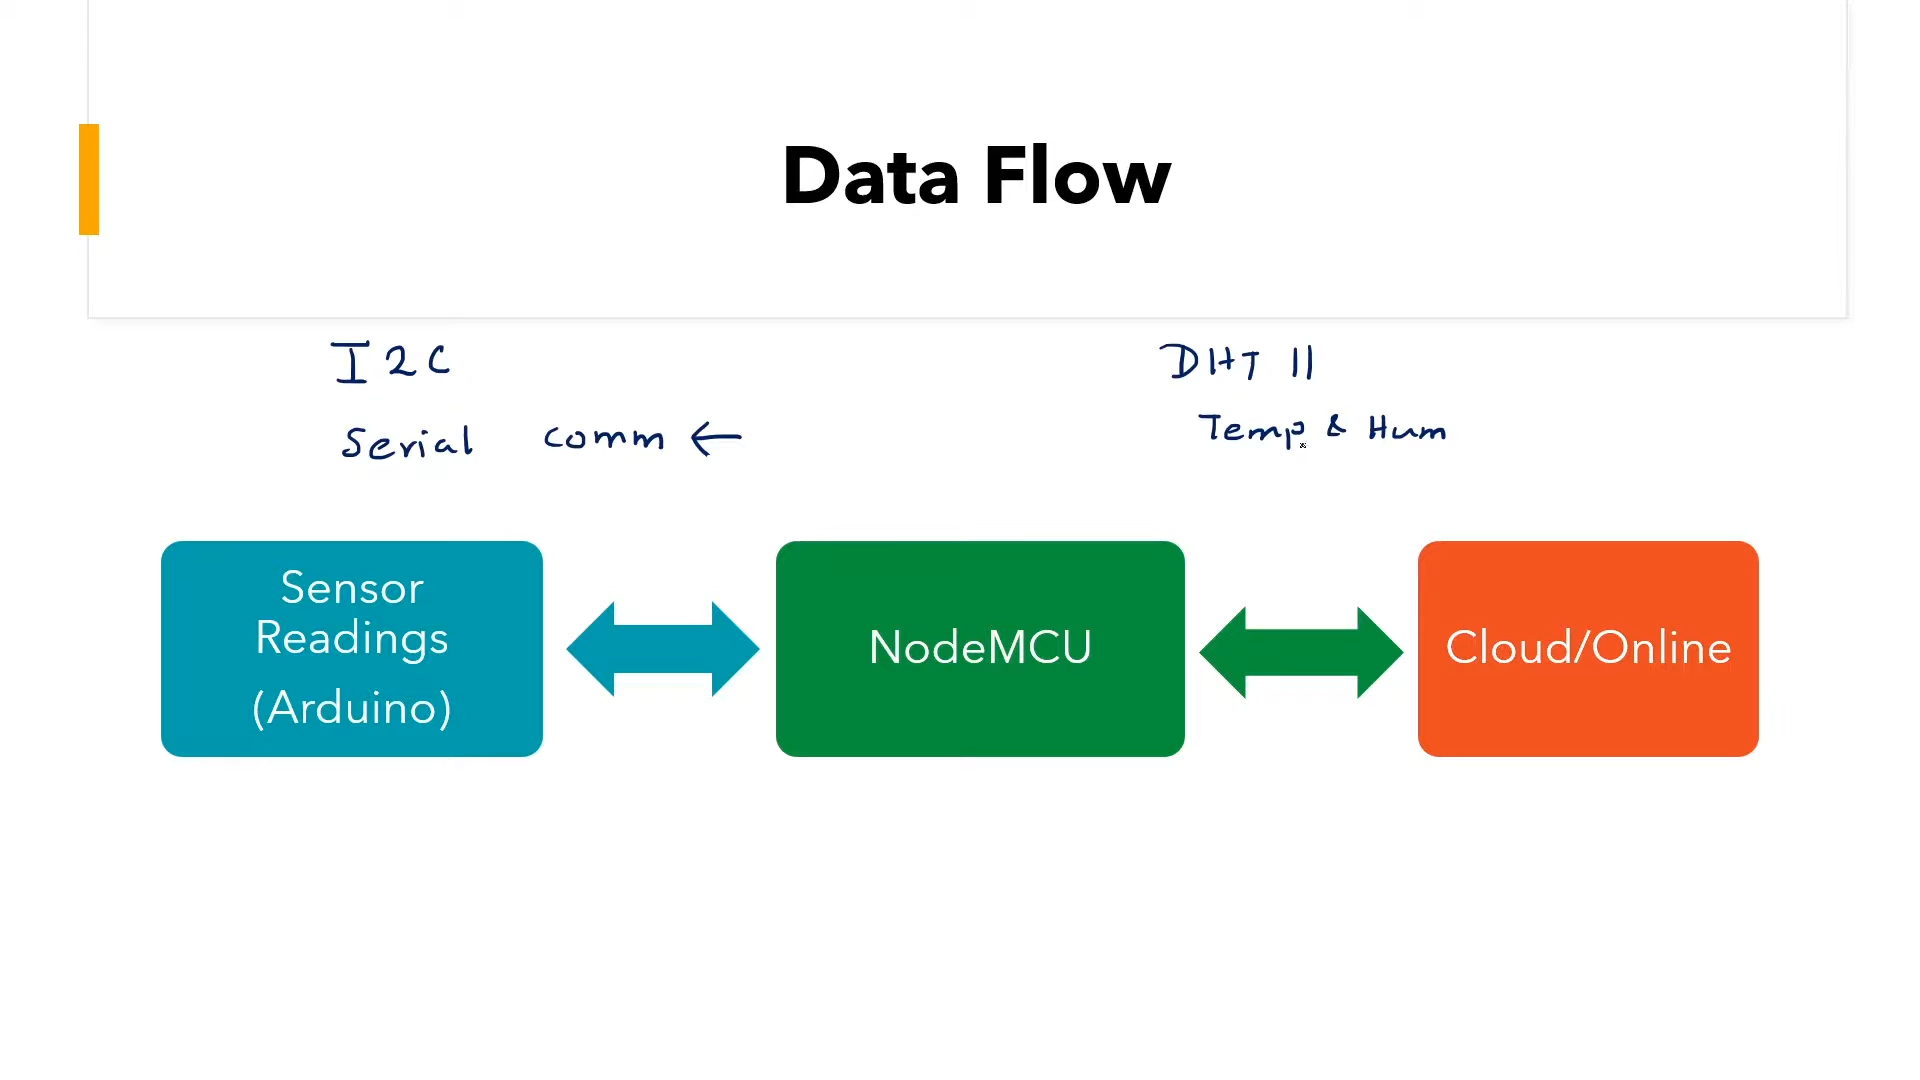 Data Flow
I2C
DHT 11
Serial comm ←
Temp & Hum
Sensor
Readings
(Arduino)
NodeMCU
Cloud/Online